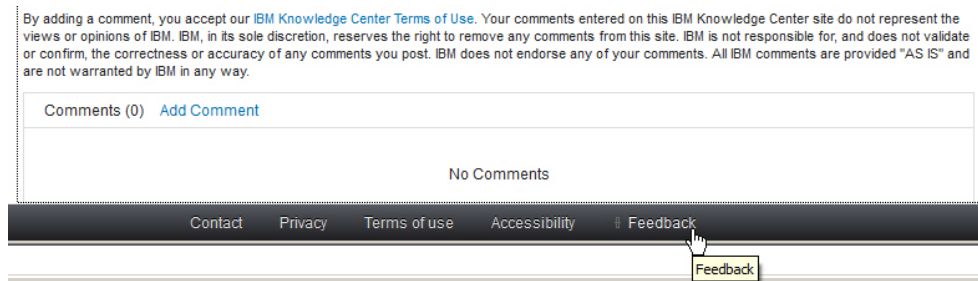 By adding a comment, you accept our IBM Knowledge Center Terms of Use. Your comments entered on this IBM Knowledge Center site do not represent the
views or opinions of IBM. IBM, in its sole discretion, reserves the right to remove any comments from this site. IBM is not responsible for, and does not validate
or confirm, the correctness or accuracy of any comments you post. IBM does not endorse any of your comments. All IBM comments are provided "AS IS" and
are not warranted by IBM in any way.
Comments (0) Add Comment
No Comments
Contact Privacy Terms of use Accessibility Feedback
Feedback